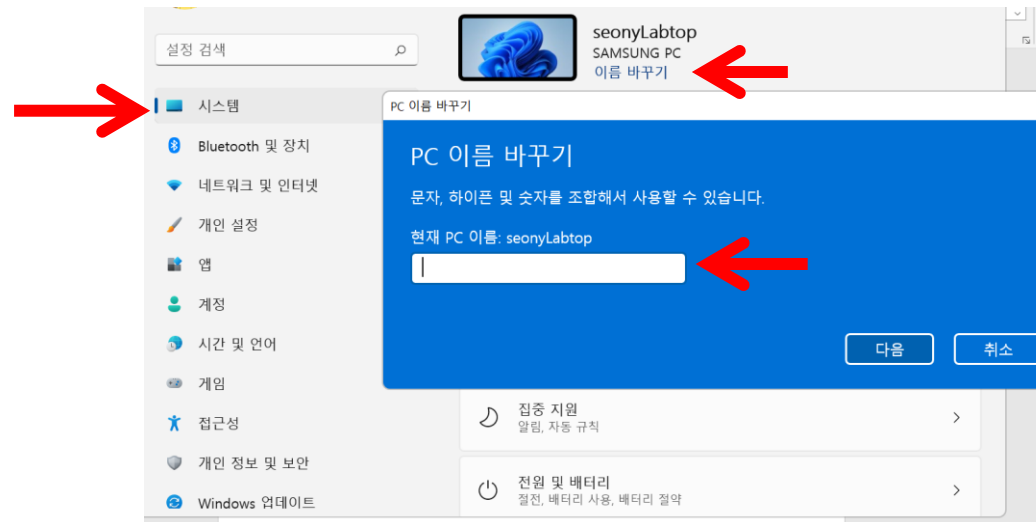 설정 검색
seonyLabtop
SAMSUNG PC
이름 바꾸기
시스템
Bluetooth 및 장치
네트워크 및 인터넷
개인 설정
앱
계정
시간 및 언어
게임
접근성
개인 정보 및 보안
Windows 업데이트
PC 이름 바꾸기
PC 이름 바꾸기
문자, 하이픈 및 숫자를 조합해서 사용할 수 있습니다.
현재 PC 이름: seonyLabtop
다음
취소
집중 지원
알림, 자동 규칙
전원 및 배터리
절전, 배터리 사용, 배터리 절약